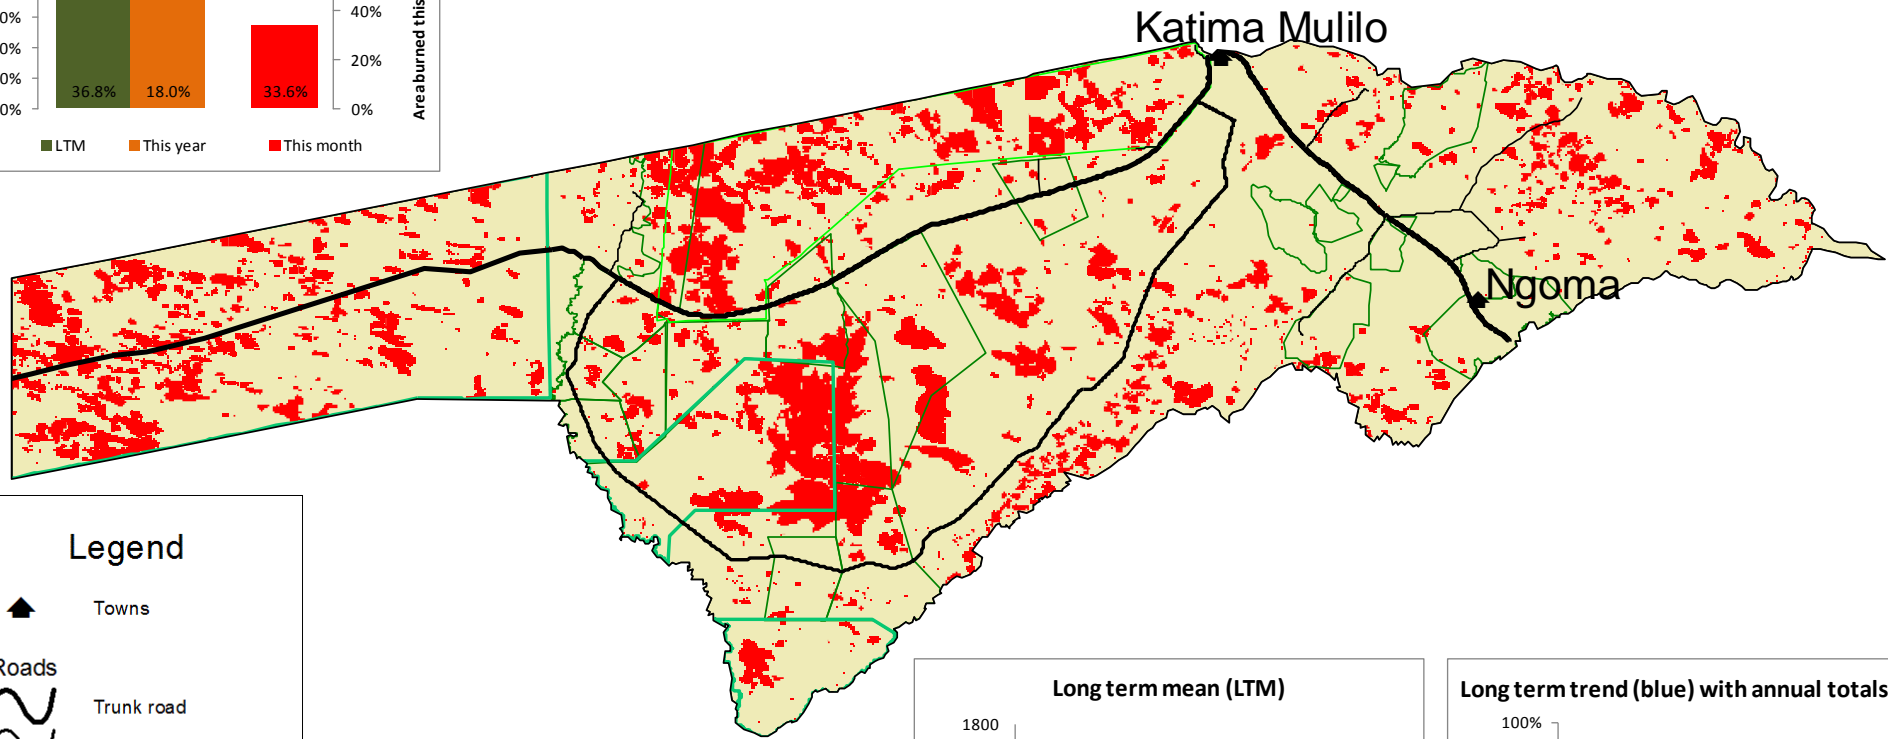 40%
20%
0%
0%
0%
0%
0%
36.8%
18.0%
33.6%
Areaburned this
LTM
This year
This month
Katima Mulilo
Ngoma
Legend
Towns
Roads
Trunk road
Long term mean (LTM)
1800
Long term trend (blue) with annual totals
100%